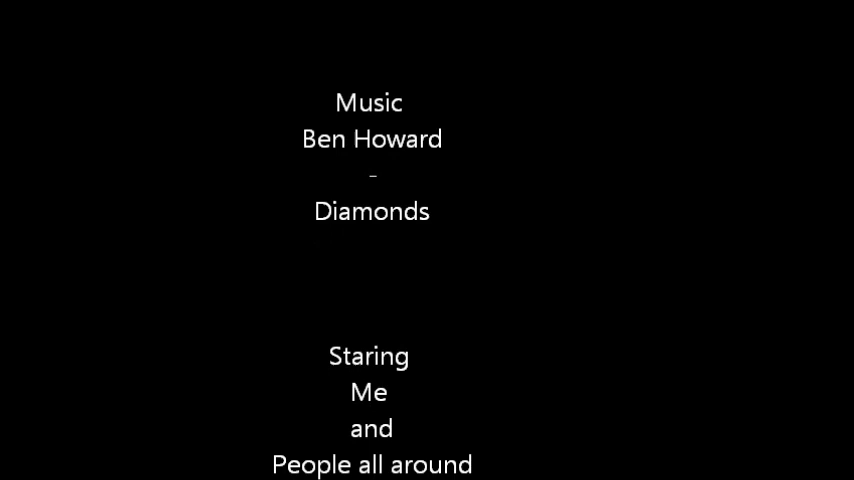 Music
Ben Howard
-
Diamonds
Staring
Me
and
People all around